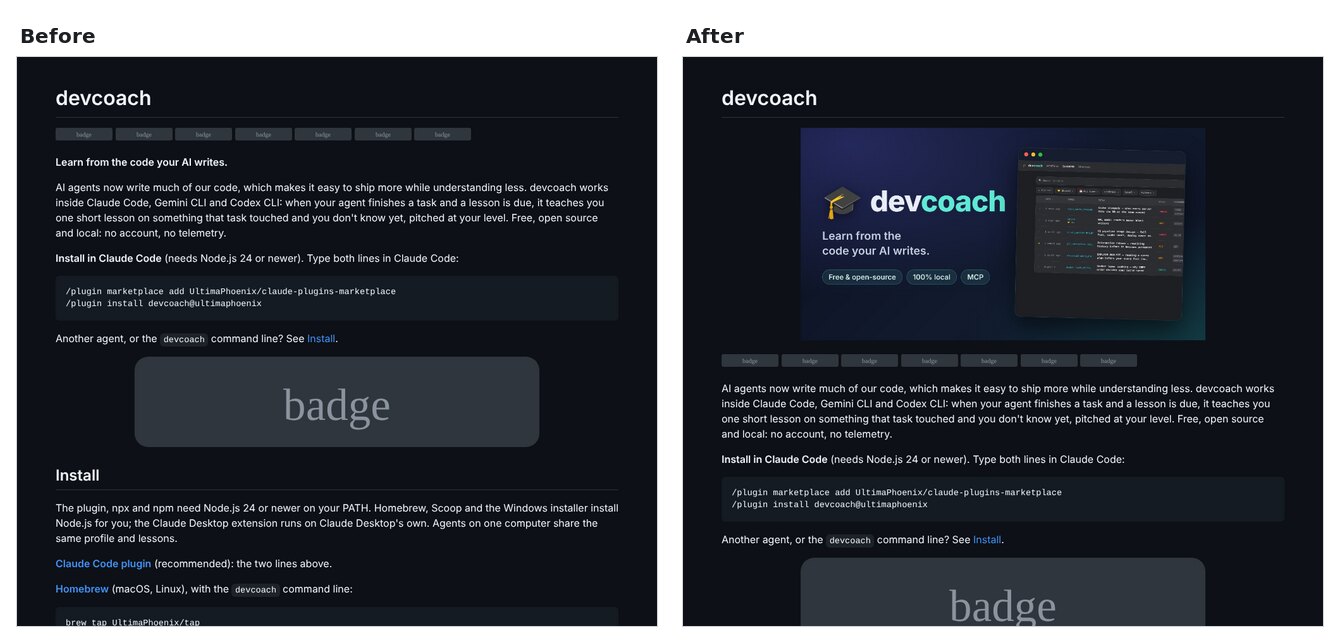 Before
devcoach
badge badge badge badge badge badge badge
Learn from the code your AI writes.
AI agents now write much of our code, which makes it easy to ship more while understanding less. devcoach works
inside Claude Code, Gemini CLI and Codex CLI: when your agent finishes a task and a lesson is due, it teaches you
one short lesson on something that task touched and you don't know yet, pitched at your level. Free, open source
and local: no account, no telemetry.
Install in Claude Code (needs Node.js 24 or newer). Type both lines in Claude Code:
/plugin marketplace add UltimaPhoenix/claude-plugins-marketplace
/plugin install devcoach@ultimaphoenix
Another agent, or the devcoach command line? See Install.
badge
Install
The plugin, npx and npm need Node.js 24 or newer on your PATH. Homebrew, Scoop and the Windows installer install
Node.js for you; the Claude Desktop extension runs on Claude Desktop's own. Agents on one computer share the
same profile and lessons.
Claude Code plugin (recommended): the two lines above.
Homebrew (macOS, Linux), with the devcoach command line:
brew tap UltimaPhoenix/tap
After
devcoach
devcoach
Learn from the
code your AI writes.
Free & open-source 100% local MCP
badge badge badge badge badge badge badge
AI agents now write much of our code, which makes it easy to ship more while understanding less. devcoach works
inside Claude Code, Gemini CLI and Codex CLI: when your agent finishes a task and a lesson is due, it teaches you
one short lesson on something that task touched and you don't know yet, pitched at your level. Free, open source
and local: no account, no telemetry.
Install in Claude Code (needs Node.js 24 or newer). Type both lines in Claude Code:
/plugin marketplace add UltimaPhoenix/claude-plugins-marketplace
/plugin install devcoach@ultimaphoenix
Another agent, or the devcoach command line? See Install.
badge